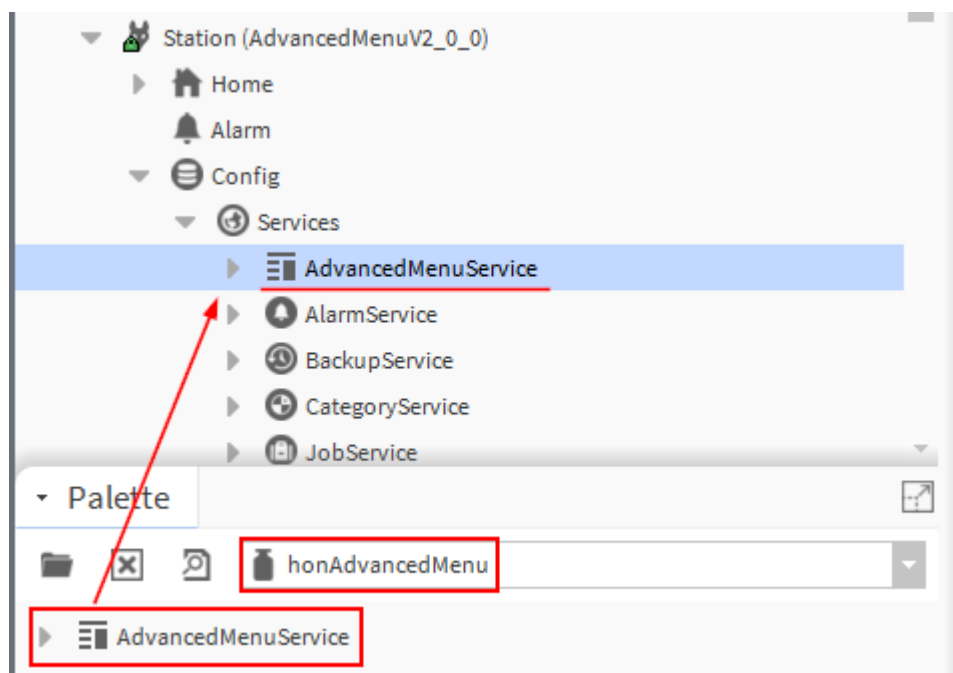 Station (AdvancedMenuV2_0_0)
Home
Alarm
Config
Services
AdvancedMenuService
AlarmService
BackupService
CategoryService
JobService
Palette
honAdvancedMenu
AdvancedMenuService